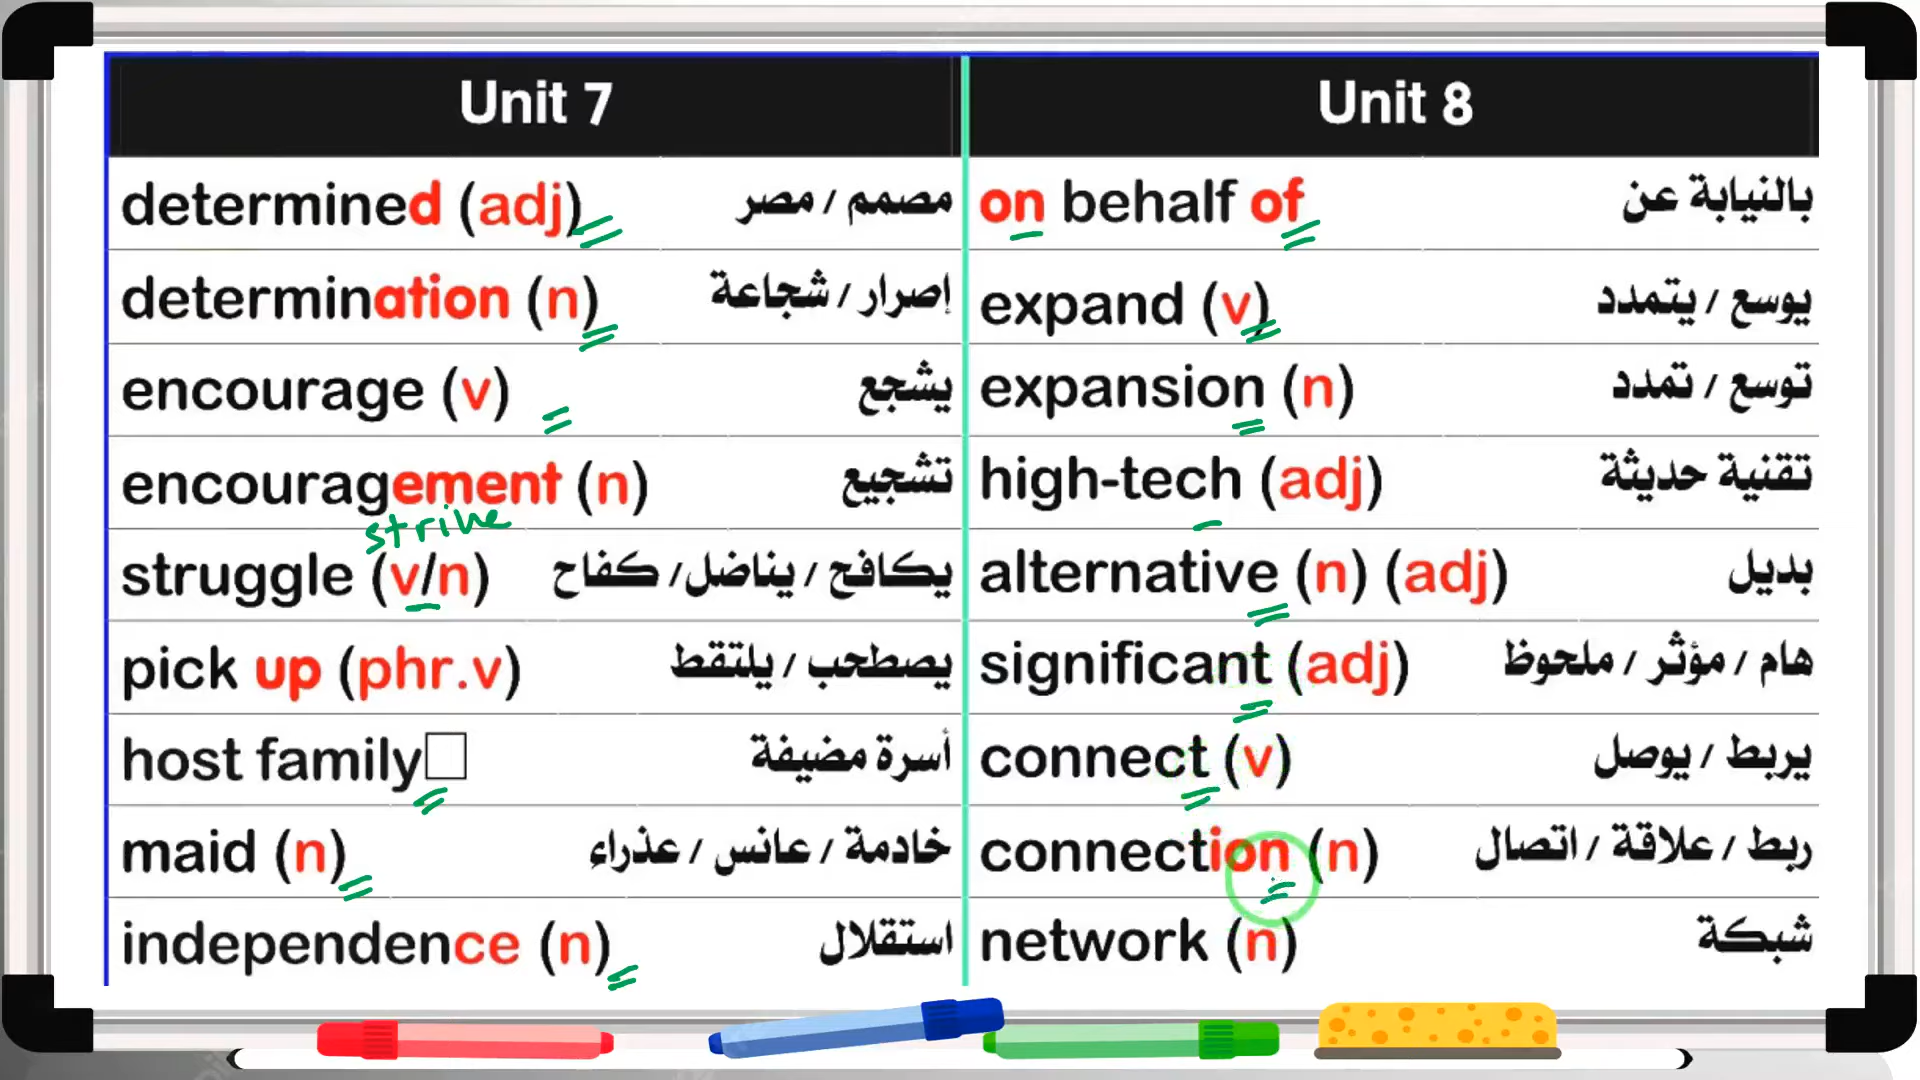 Unit 7
determined (adj) مصمم / مصر
determination (n) إصرار / شجاعة
encourage (v) يشجع
encouragement (n) تشجيع
strive
struggle (v/n) يكافح / يناضل/ كفاح
pick up (phr.v) يصطحب / يلتقط
host family أسرة مضيفة
maid (n) خادمة / عانس / عذراء
independence (n) استقلال
Unit 8
on behalf of بالنيابة عن
expand (v) يوسع / يتمدد
expansion (n) توسع / تمدد
high-tech (adj) تقنية حديثة
alternative (n) (adj) بديل
significant (adj) هام / مؤثر / ملحوظ
connect (v) يربط / يوصل
connection (n) ربط / علاقة / اتصال
network (n) شبكة